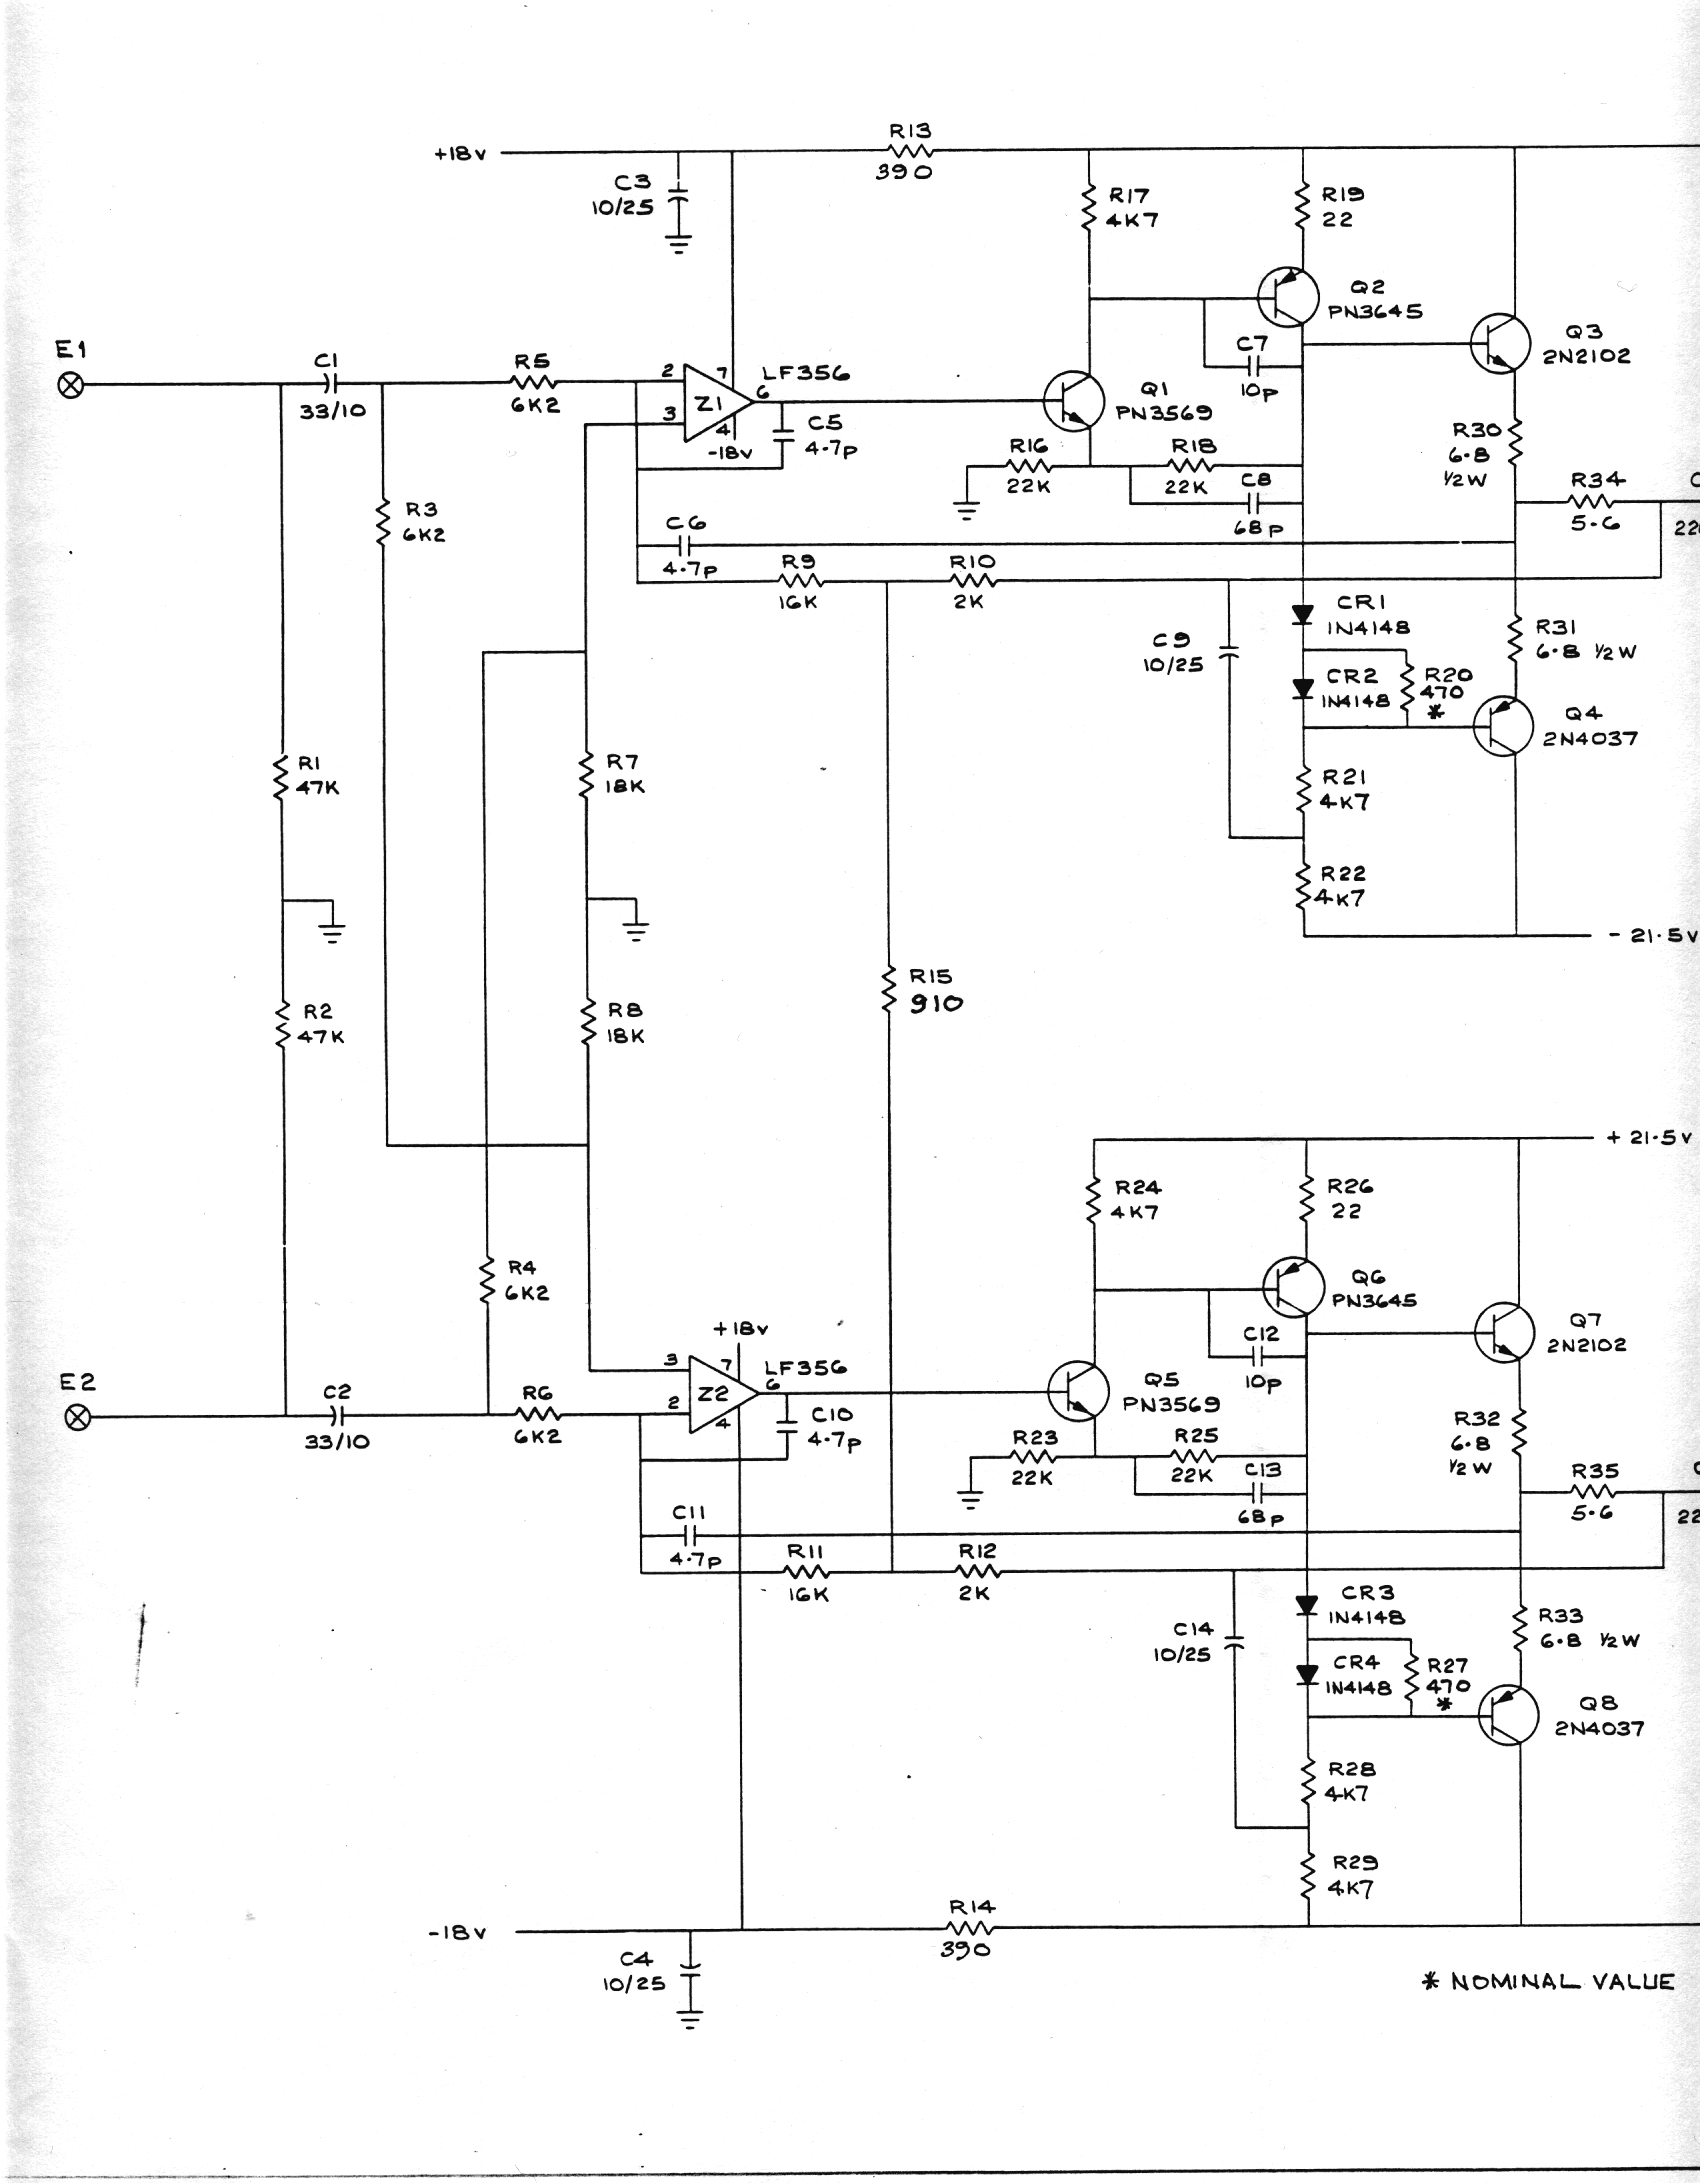 R13
+18v
390
C3
10/25
R17
4K7
R19
22
Q2
PN3645
E1
C1
33/10
R5
6K2
2
7
LF356
6
Z1
3
4
-18v
C5
4.7p
Q1
PN3569
C7
10p
Q3
2N2102
R16
22K
R18
22K
C8
68p
R30
6.8
1/2W
R34
5.6
R3
6K2
C6
4.7p
R9
16K
R10
2K
CR1
1N4148
C9
10/25
CR2
1N4148
R20
470
*
R31
6.8 1/2W
Q4
2N4037
R1
47K
R7
18K
R21
4K7
R22
4K7
- 21.5v
R15
910
R2
47K
R8
18K
+ 21.5v
R24
4K7
R26
22
R4
6K2
Q6
PN3645
+18v
Q7
2N2102
C12
10p
E2
C2
33/10
R6
6K2
3
7
LF356
6
Z2
2
4
C10
4.7p
Q5
PN3569
R23
22K
R25
22K
C13
68p
R32
6.8
1/2W
R35
5.6
C11
4.7p
R11
16K
R12
2K
CR3
1N4148
C14
10/25
CR4
1N4148
R27
470
*
R33
6.8 1/2W
Q8
2N4037
R28
4K7
R29
4K7
R14
-18v
390
C4
10/25
* NOMINAL VALUE